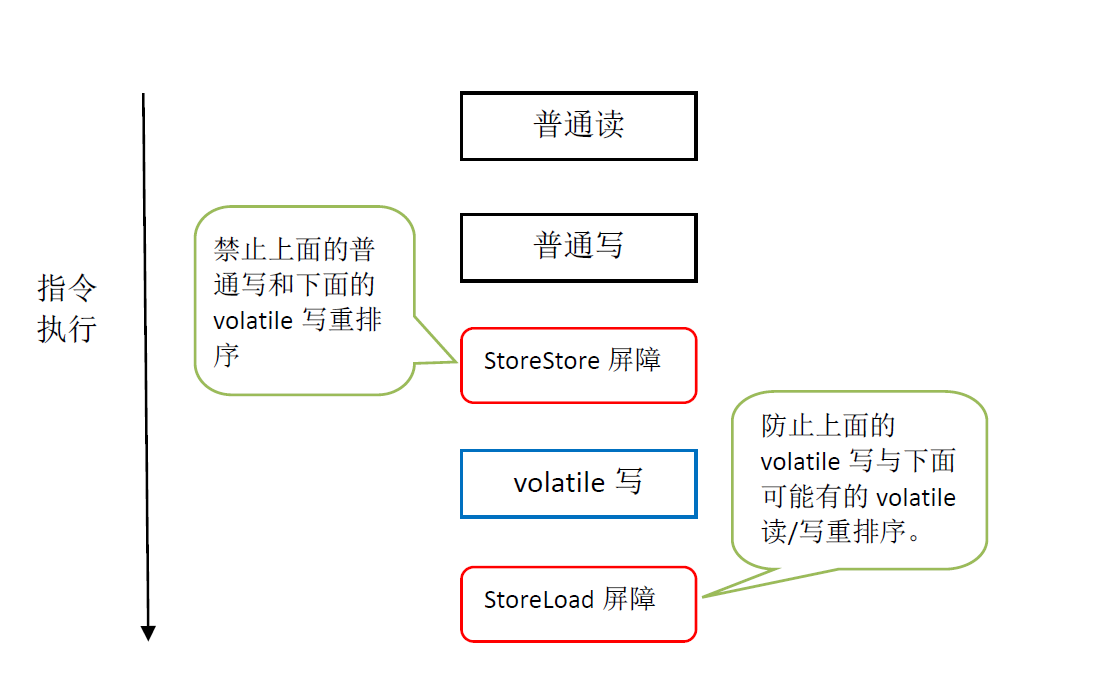 普通读
普通写
禁止上面的普
通写和下面的
volatile 写重排
序
指令
执行
StoreStore 屏障
防止上面的
volatile 写与下面
可能有的 volatile
读/写重排序。
volatile 写
StoreLoad 屏障